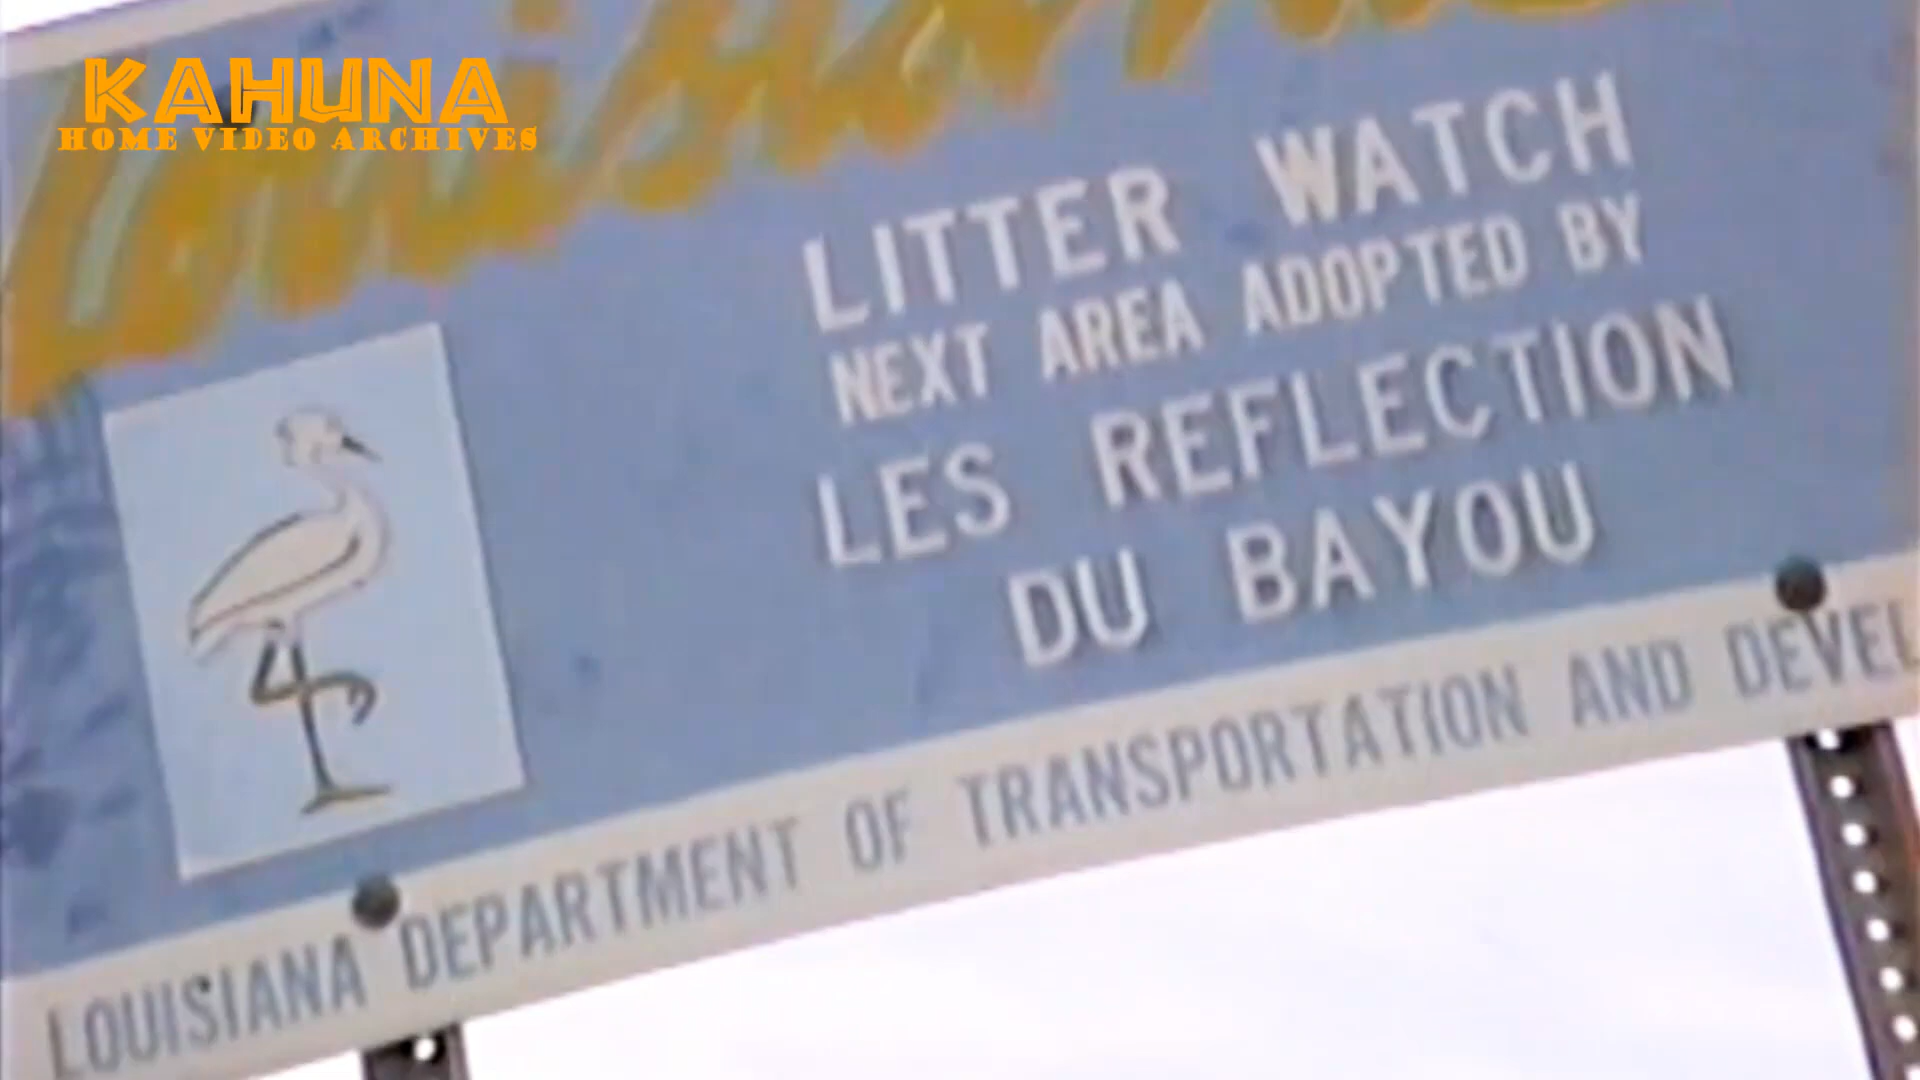 KAHUNA
HOME VIDEO ARCHIVES
Louisiana
LITTER WATCH
NEXT AREA ADOPTED BY
LES REFLECTION
DU BAYOU
LOUISIANA DEPARTMENT OF TRANSPORTATION AND DEVEL